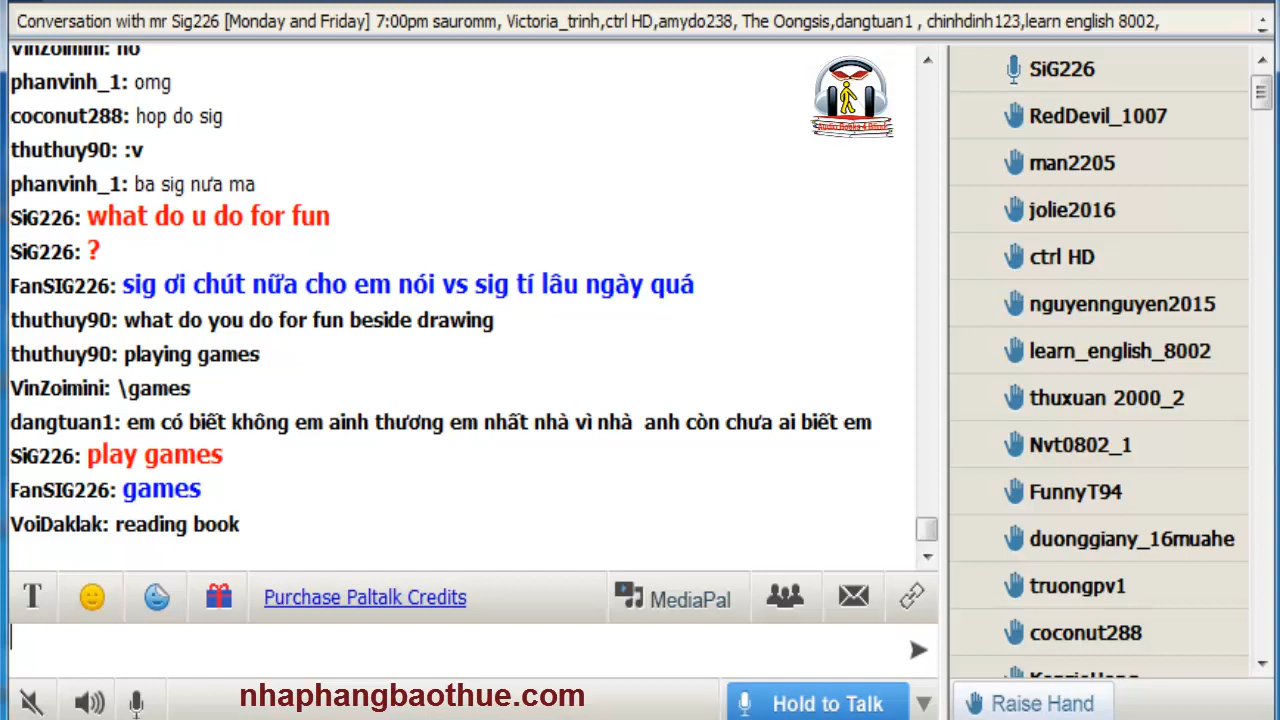 Conversation with mr Sig226 [Monday and Friday] 7:00pm sauromm, Victoria_trinh,ctrl HD,amydo238, The Oongsis,dangtuan1 , chinhdinh123,learn english 8002,
VinZoimini: no
phanvinh_1: omg
coconut288: hop do sig
thuthuy90: :v
phanvinh_1: ba sig nưa ma
SiG226: what do u do for fun
SiG226: ?
FanSIG226: sig ơi chút nữa cho em nói vs sig tí lâu ngày quá
thuthuy90: what do you do for fun beside drawing
thuthuy90: playing games
VinZoimini: \games
dangtuan1: em có biết không em ainh thương em nhất nhà vì nhà  anh còn chưa ai biết em
SiG226: play games
FanSIG226: games
VoiDaklak: reading book
T
Purchase Paltalk Credits
MediaPal
nhaphangbaothue.com
Hold to Talk
SiG226
RedDevil_1007
man2205
jolie2016
ctrl HD
nguyennguyen2015
learn_english_8002
thuxuan 2000_2
Nvt0802_1
FunnyT94
duonggiany_16muahe
truongpv1
coconut288
Raise Hand